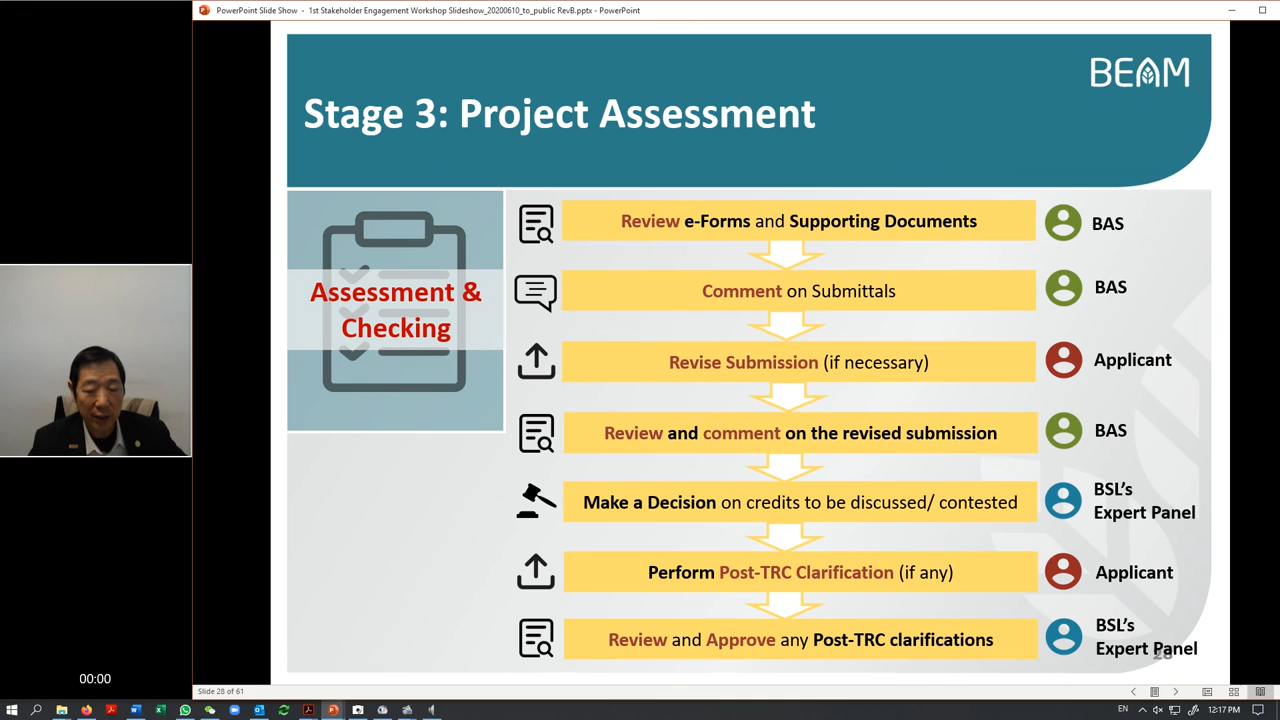 PowerPoint Slide Show - 1st Stakeholder Engagement Workshop Slideshow_20200610_to_public RevB.pptx - PowerPoint
BEAM
Stage 3: Project Assessment
Assessment &
Checking
Review e-Forms and Supporting Documents
BAS
Comment on Submittals
BAS
Revise Submission (if necessary)
Applicant
Review and comment on the revised submission
BAS
Make a Decision on credits to be discussed/ contested
BSL's
Expert Panel
Perform Post-TRC Clarification (if any)
Applicant
Review and Approve any Post-TRC clarifications
BSL's
Expert Panel
28
00:00
Slide 28 of 61
EN
12:17 PM